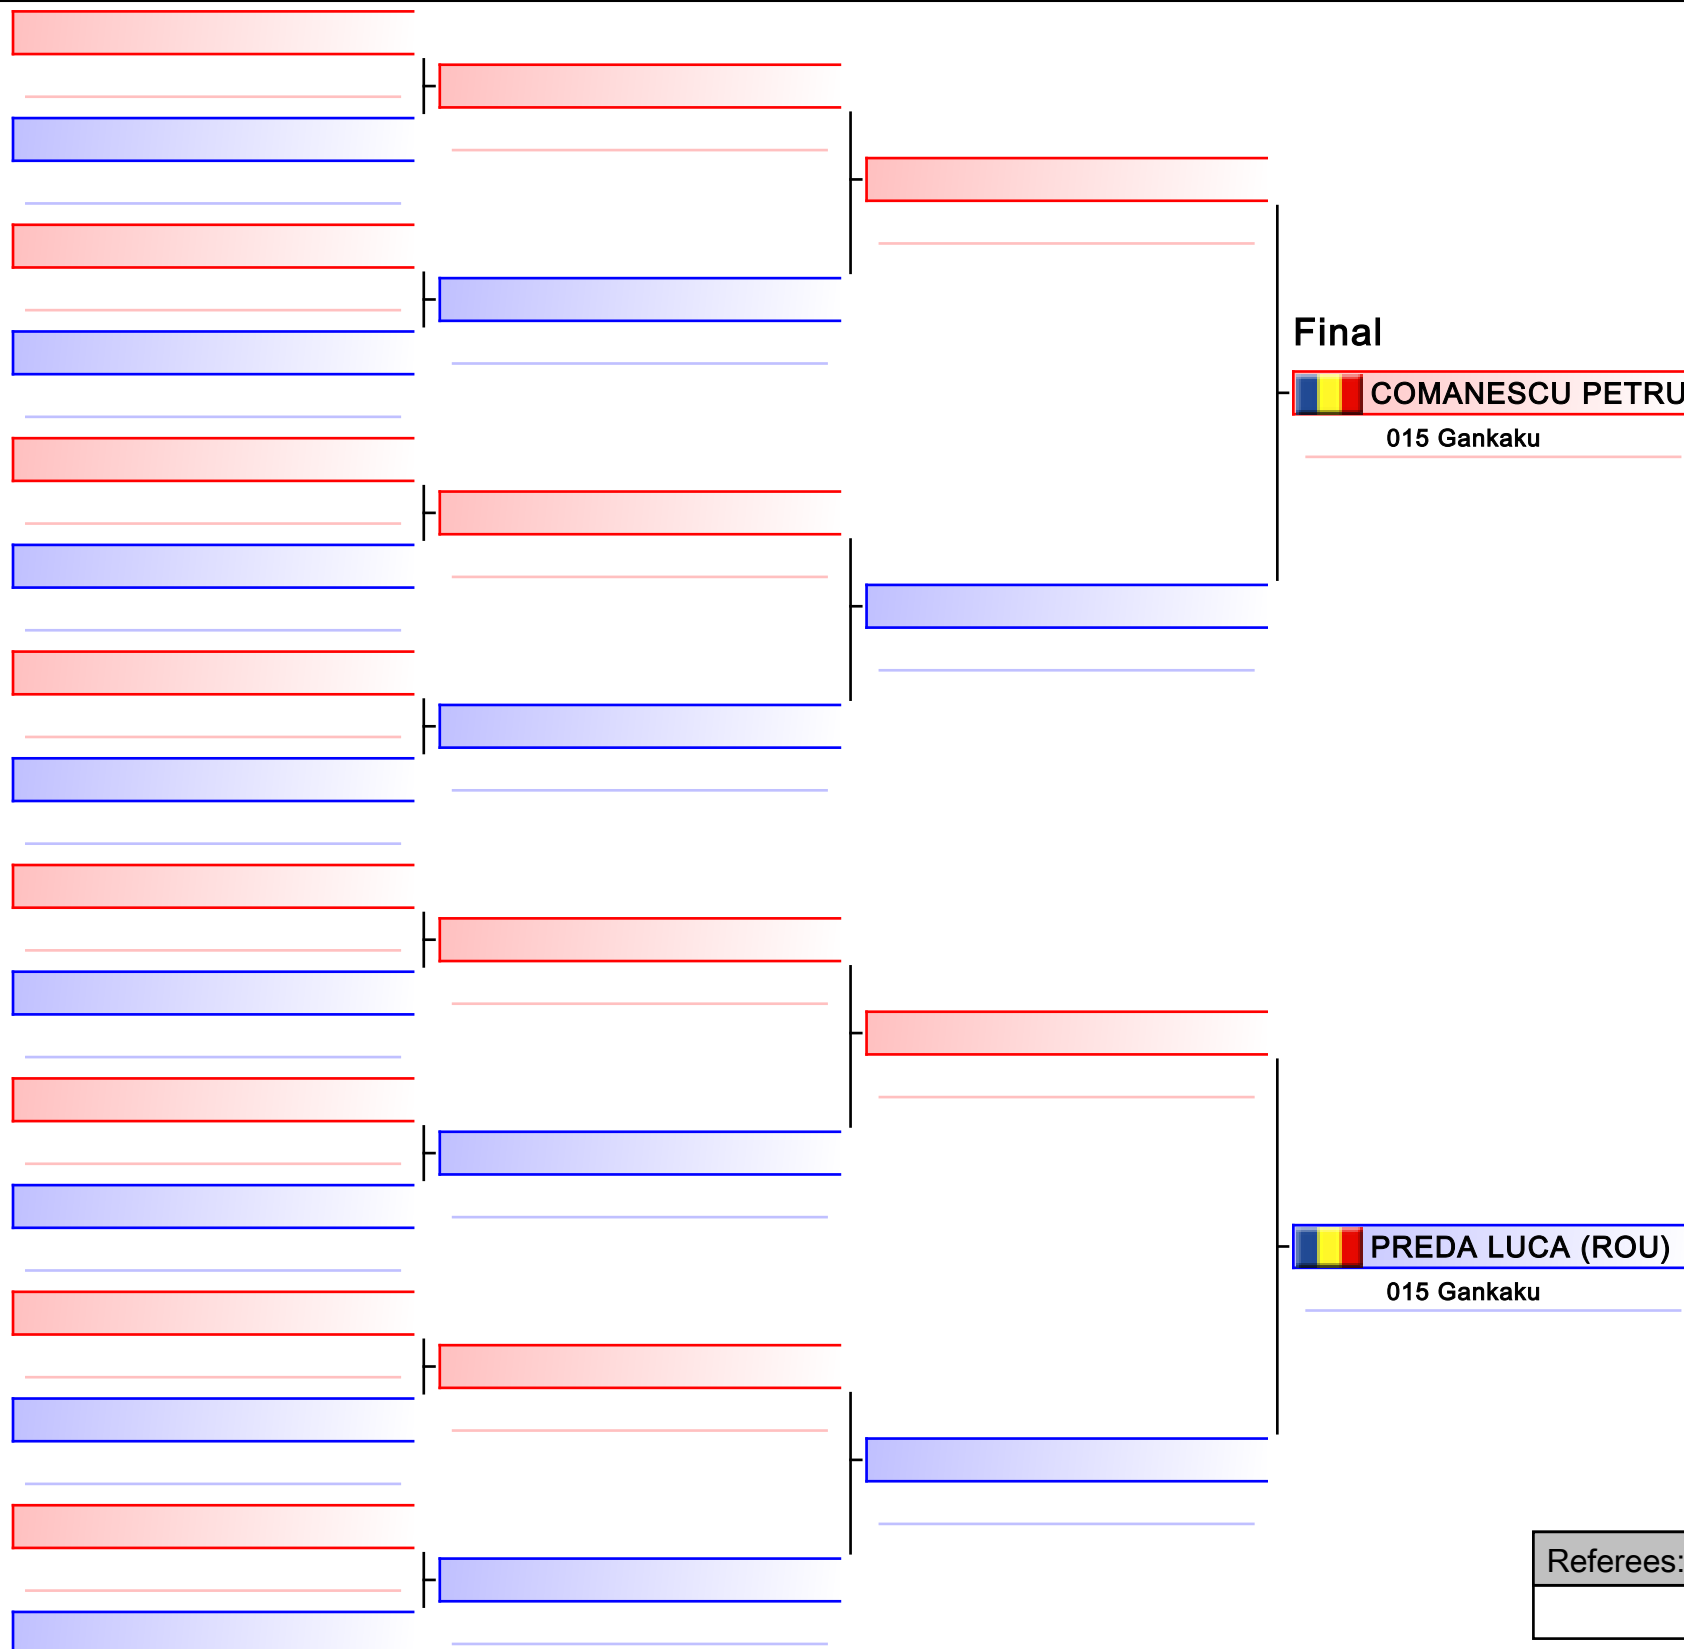 Final
COMANESCU PETRU
015 Gankaku
PREDA LUCA (ROU)
015 Gankaku
Referees: